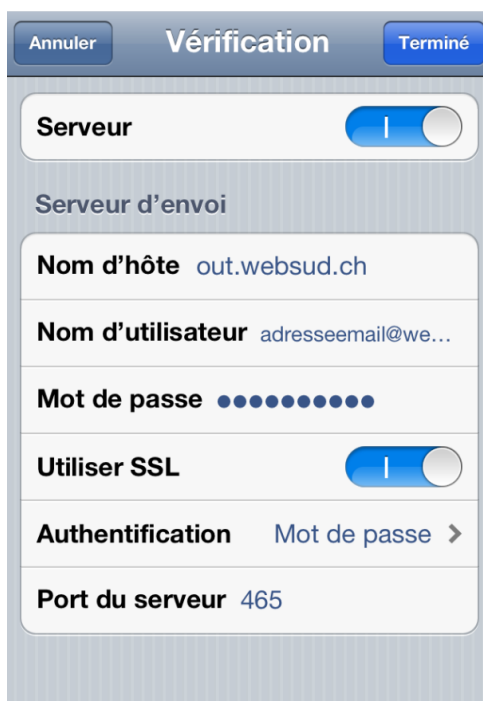 Annuler Vérification Terminé
Serveur
Serveur d'envoi
Nom d'hôte out.websud.ch
Nom d'utilisateur adresseemail@we...
Mot de passe ●●●●●●●●●●
Utiliser SSL
Authentification Mot de passe >
Port du serveur 465